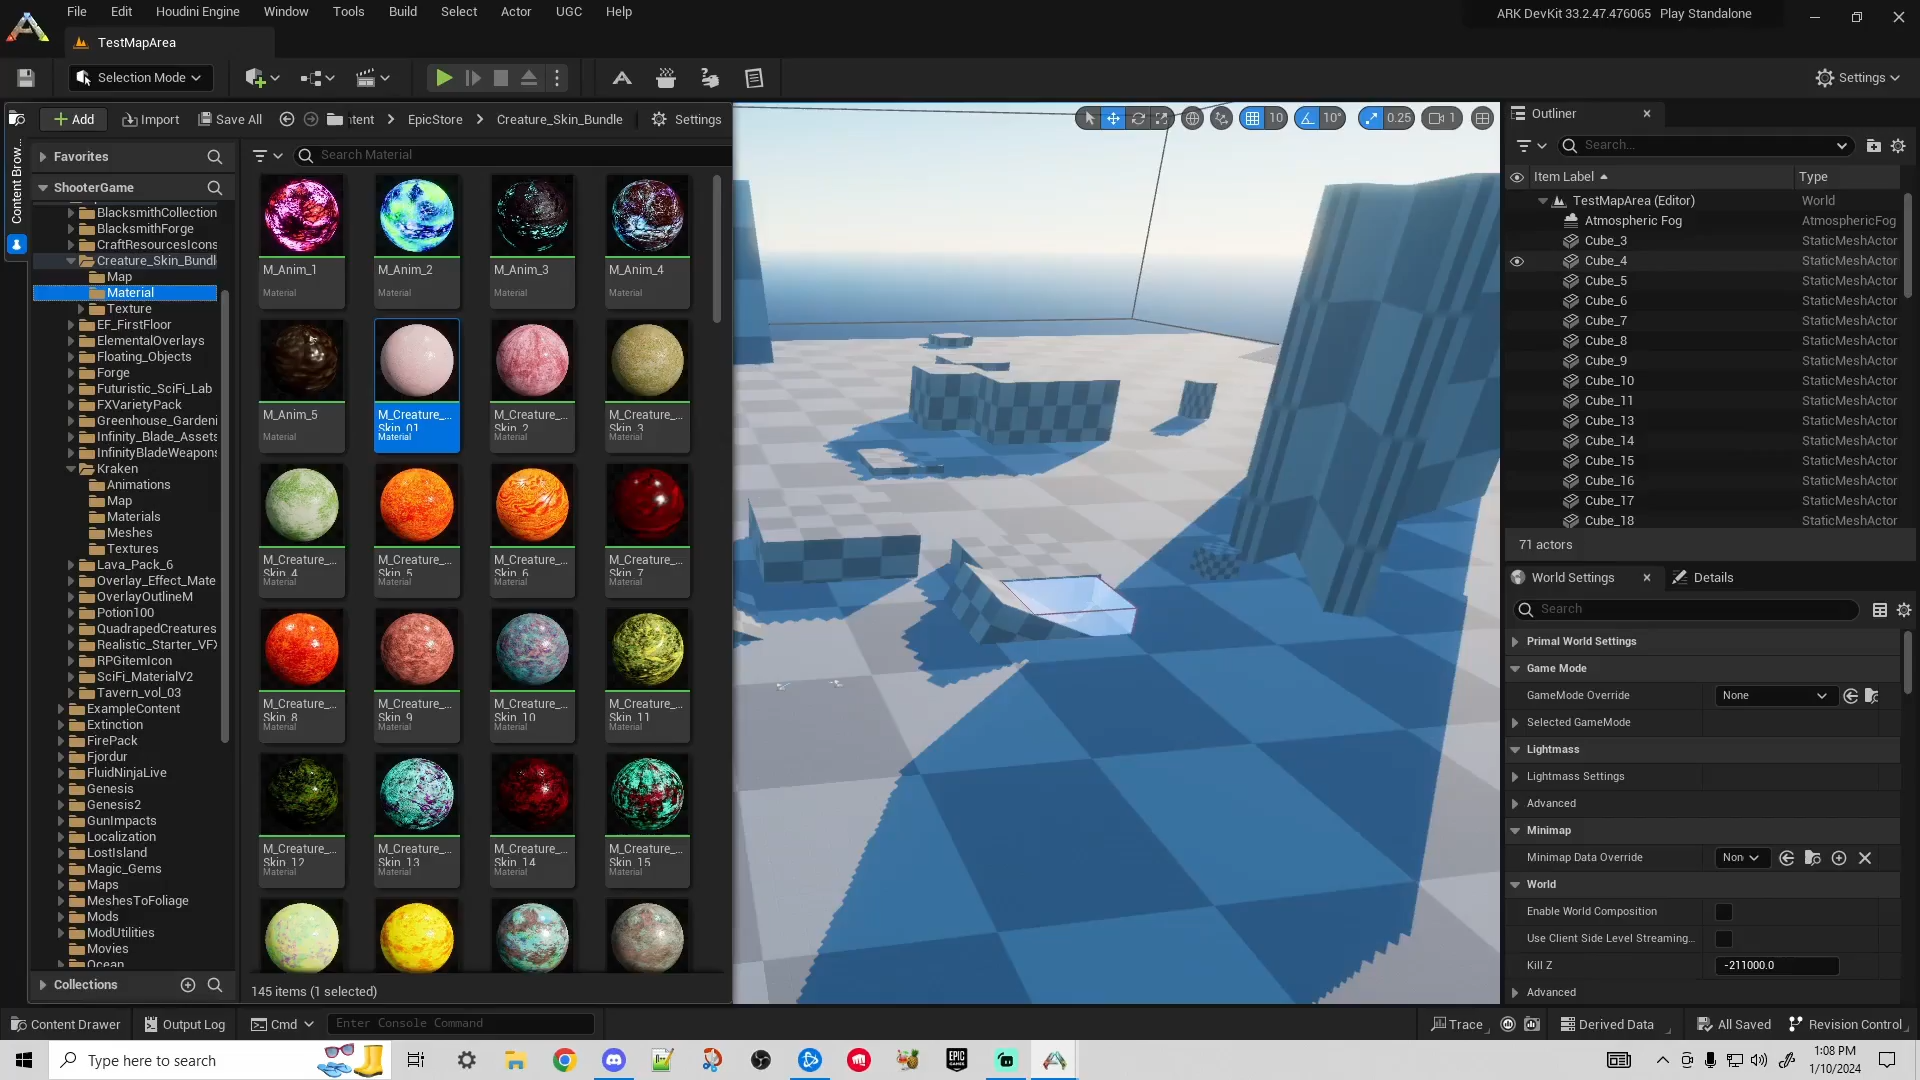 File Edit Houdini Engine Window Tools Build Select Actor UGC Help
ARK DevKit 33.2.47.476065 Play Standalone
TestMapArea
Selection Mode
Settings
Content Brow...
Add Import Save All ntent EpicStore Creature_Skin_Bundle Settings
Favorites
Search Material
ShooterGame
BlacksmithCollection
BlacksmithForge
CraftResourcesIcons
Creature_Skin_Bundl
Map
Material
Texture
EF_FirstFloor
ElementalOverlays
Floating_Objects
Forge
Futuristic_SciFi_Lab
FXVarietyPack
Greenhouse_Gardeni
Infinity_Blade_Assets
InfinityBladeWeapons
Kraken
Animations
Map
Materials
Meshes
Textures
Lava_Pack_6
Overlay_Effect_Mate
OverlayOutlineM
Potion100
QuadrapedCreatures
Realistic_Starter_VFX
RPGitemIcon
SciFi_MaterialV2
Tavern_vol_03
ExampleContent
Extinction
FirePack
Fjordur
FluidNinjaLive
Genesis
Genesis2
GunImpacts
Localization
LostIsland
Magic_Gems
Maps
MeshesToFoliage
Mods
ModUtilities
Movies
Ocean
Collections
M_Anim_1 M_Anim_2 M_Anim_3 M_Anim_4
Material Material Material Material
M_Anim_5 M_Creature_... M_Creature_... M_Creature_...
Skin_01 Skin_2 Skin_3
Material Material Material Material
M_Creature_... M_Creature_... M_Creature_... M_Creature_...
Skin_4 Skin_5 Skin_6 Skin_7
Material Material Material Material
M_Creature_... M_Creature_... M_Creature_... M_Creature_...
Skin_8 Skin_9 Skin_10 Skin_11
Material Material Material Material
M_Creature_... M_Creature_... M_Creature_... M_Creature_...
Skin_12 Skin_13 Skin_14 Skin_15
Material Material Material Material
145 items (1 selected)
10 10° 0.25 1
Outliner
Search...
Item Label Type
TestMapArea (Editor) World
Atmospheric Fog AtmosphericFog
Cube_3 StaticMeshActor
Cube_4 StaticMeshActor
Cube_5 StaticMeshActor
Cube_6 StaticMeshActor
Cube_7 StaticMeshActor
Cube_8 StaticMeshActor
Cube_9 StaticMeshActor
Cube_10 StaticMeshActor
Cube_11 StaticMeshActor
Cube_13 StaticMeshActor
Cube_14 StaticMeshActor
Cube_15 StaticMeshActor
Cube_16 StaticMeshActor
Cube_17 StaticMeshActor
Cube_18 StaticMeshActor
71 actors
World Settings Details
Search
Primal World Settings
Game Mode
GameMode Override None
Selected GameMode
Lightmass
Lightmass Settings
Advanced
Minimap
Minimap Data Override Non
World
Enable World Composition
Use Client Side Level Streaming...
Kill Z -211000.0
Advanced
Content Drawer Output Log Cmd Enter Console Command
Trace Derived Data All Saved Revision Control
Type here to search
EPIC GAMES
1:08 PM
1/10/2024